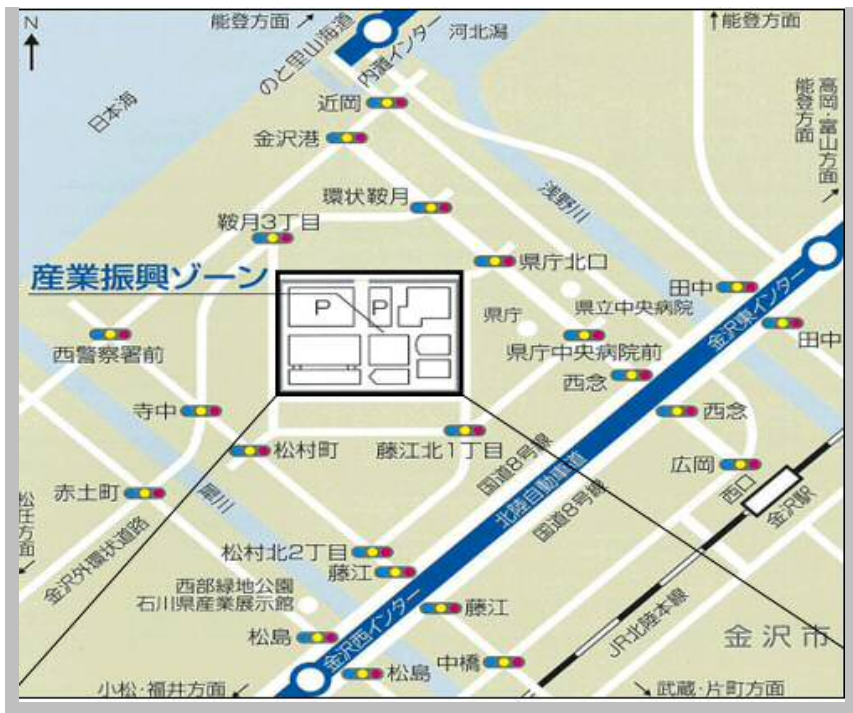 N
能登方面
のと里山海道
内灘インター
河北潟
能登方面
日本海
近岡
金沢港
高岡・富山方面
能登方面
環状鞍月
浅野川
鞍月3丁目
産業振興ゾーン
県庁北口
田中
県立中央病院
P
P
県庁
金沢東インター
田中
西警察署前
県庁中央病院前
西念
寺中
西念
松村町
藤江北1丁目
国道8号線
広岡
北陸自動車道
西口
金沢駅
赤土町
犀川
国道8号線
松任方面
金沢外環状道路
松村北2丁目
藤江
西部緑地公園
石川県産業展示館
藤江
金沢西インター
松島
JR北陸本線
金沢市
松島
中橋
小松・福井方面
武蔵・片町方面